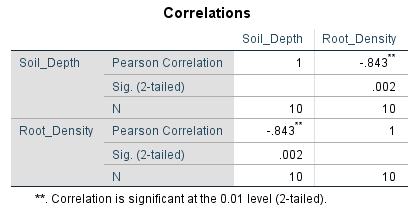 Correlations
Soil_Depth Root_Density
Soil_Depth Pearson Correlation 1 -.843**
Sig. (2-tailed) .002
N 10 10
Root_Density Pearson Correlation -.843** 1
Sig. (2-tailed) .002
N 10 10
**. Correlation is significant at the 0.01 level (2-tailed).